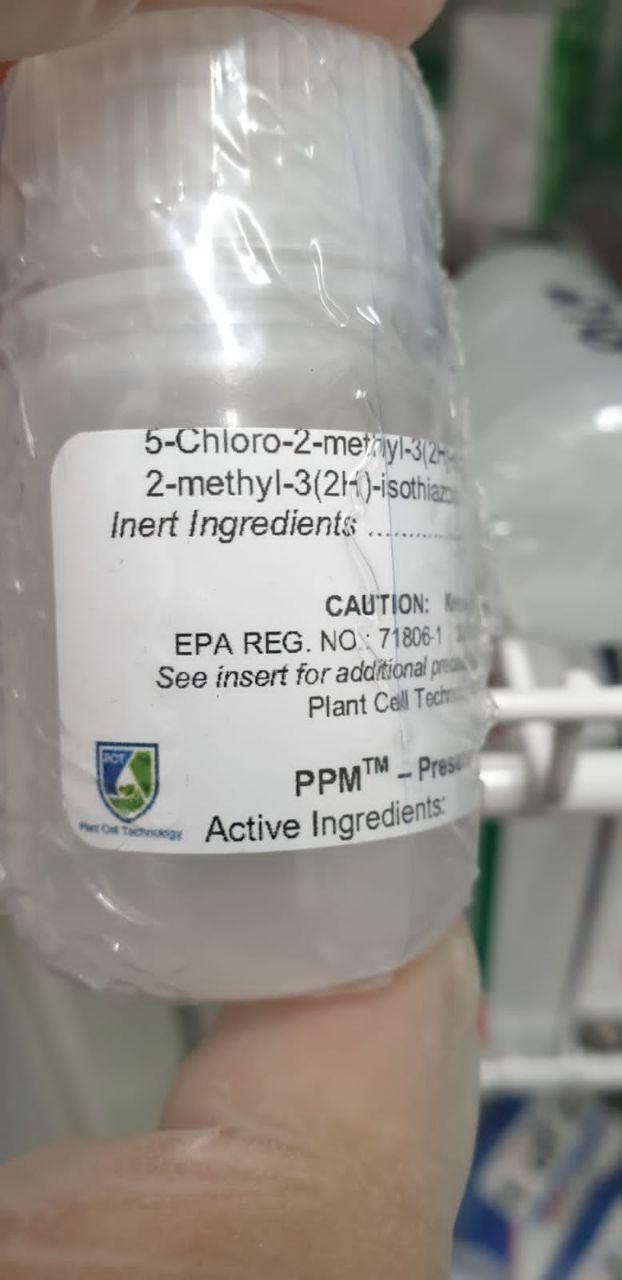 5-Chloro-2-methyl-3(2H
2-methyl-3(2H)-isothiazo
Inert Ingredients ............
CAUTION:
EPA REG. NO.: 71806-1
See insert for additional
Plant Cell Techn
PPM™ – Prese
Active Ingredients:
PCT
Plant Cell Technology